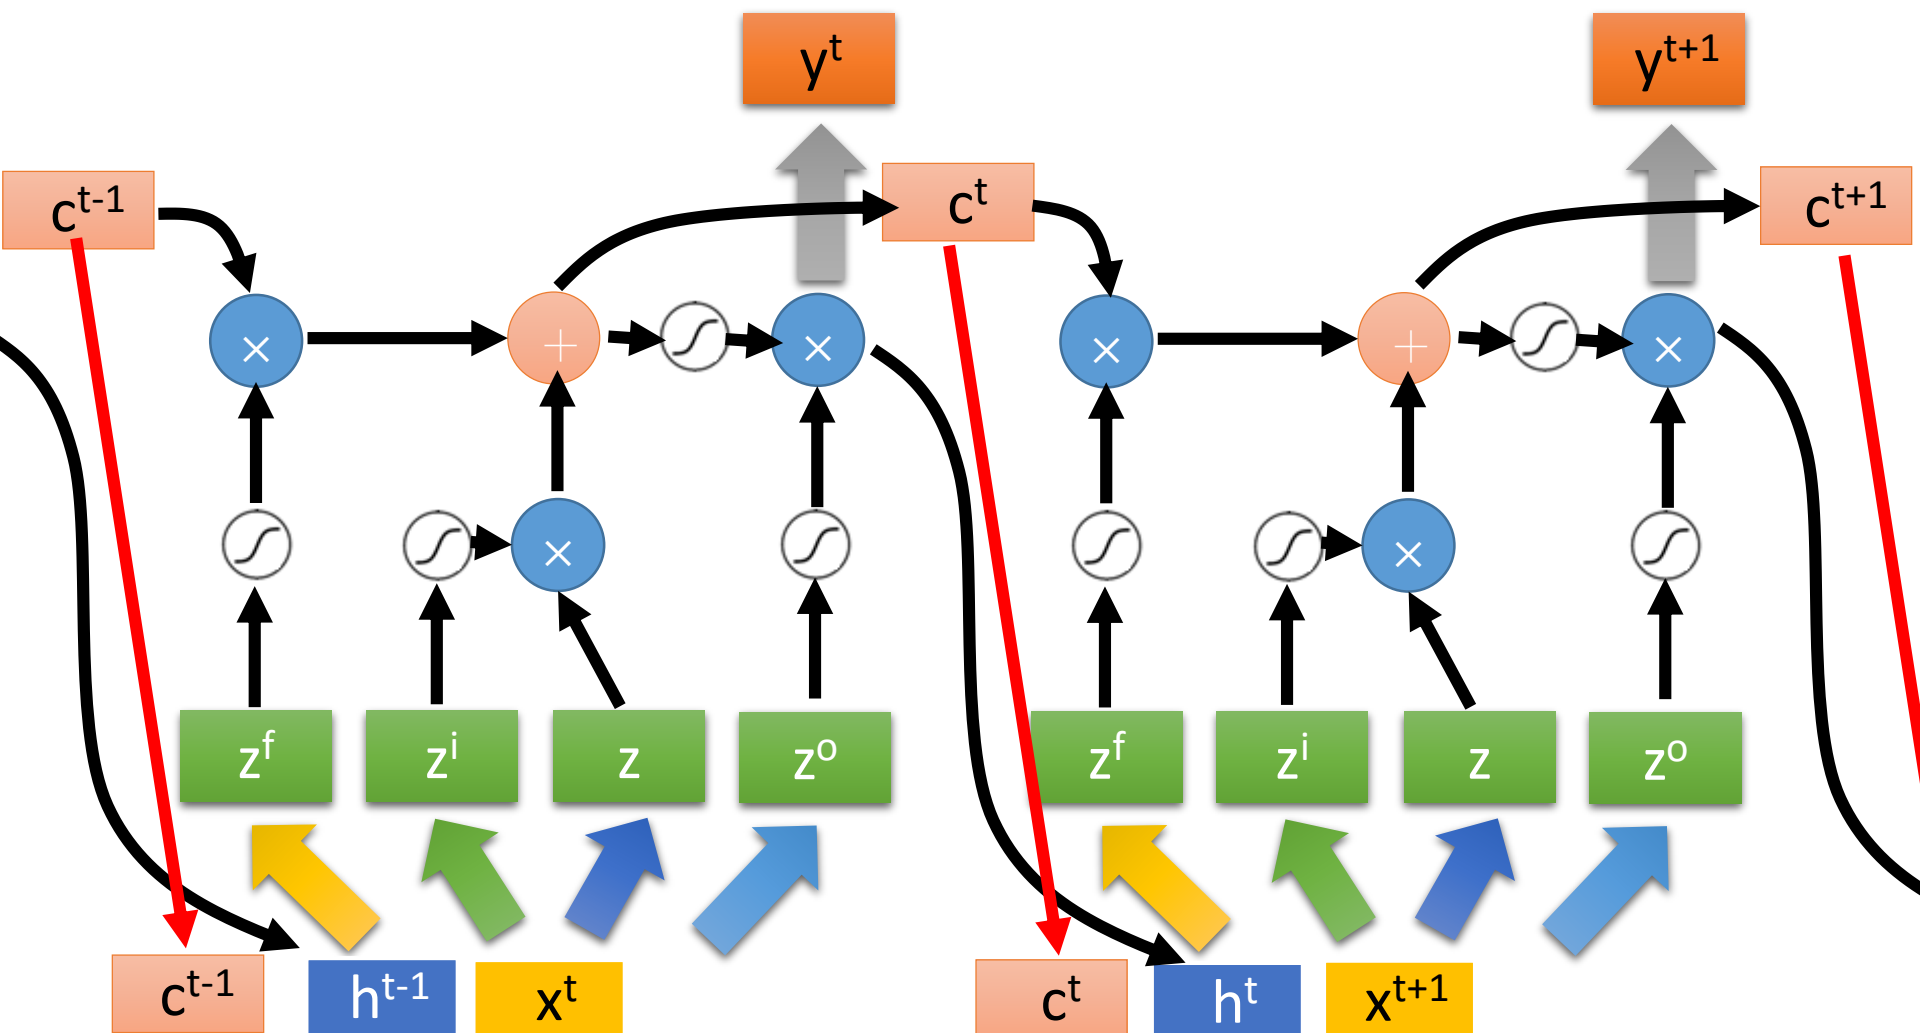 y^t y^{t+1}
c^{t-1} c^t c^{t+1}
× + × × + ×
× ×
z^f z^i z z^o z^f z^i z z^o
c^{t-1} h^{t-1} x^t c^t h^t x^{t+1}